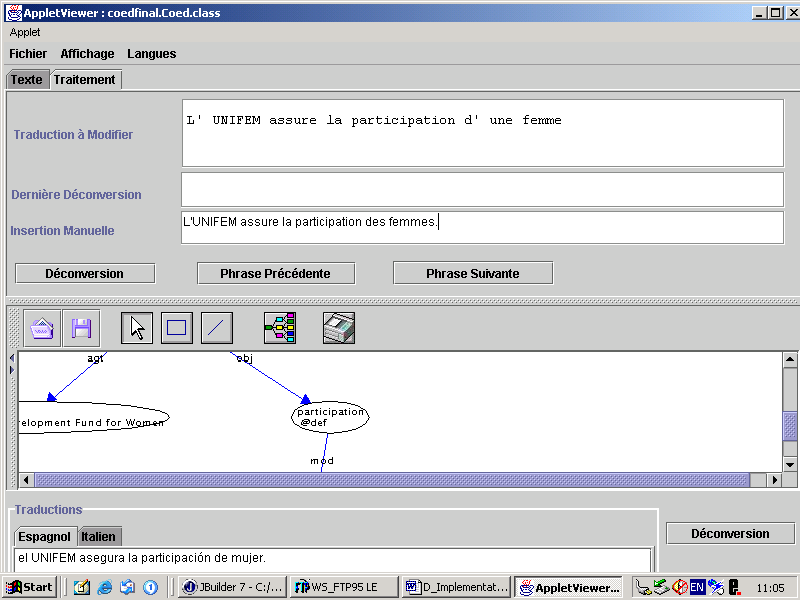 AppletViewer : coedfinal.Coed.class
Applet
Fichier Affichage Langues
Texte Traitement
Traduction à Modifier
L' UNIFEM assure la participation d' une femme
Dernière Déconversion
Insertion Manuelle
L'UNIFEM assure la participation des femmes.
Déconversion Phrase Précédente Phrase Suivante
agt obj
elopment Fund for Women
participation
@def
mod
Traductions
Espagnol Italien
Déconversion
el UNIFEM asegura la participación de mujer.
Start JBuilder 7 - C:/... WS_FTP95 LE D_Implementat... AppletViewer... EN 11:05